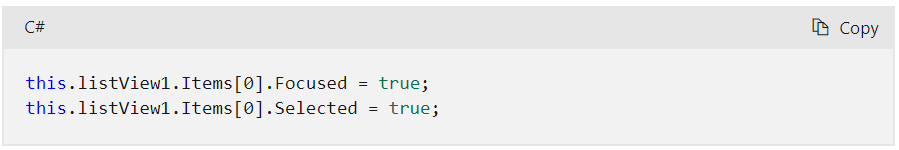 C#
Copy
this.listView1.Items[0].Focused = true;
this.listView1.Items[0].Selected = true;